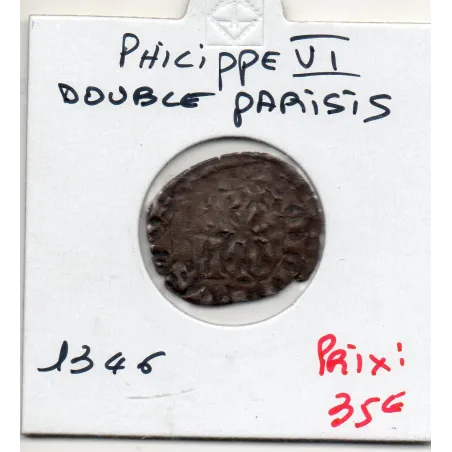 PHILIPPE VI
DOUBLE PARISIS
1346
PRIX:
35€